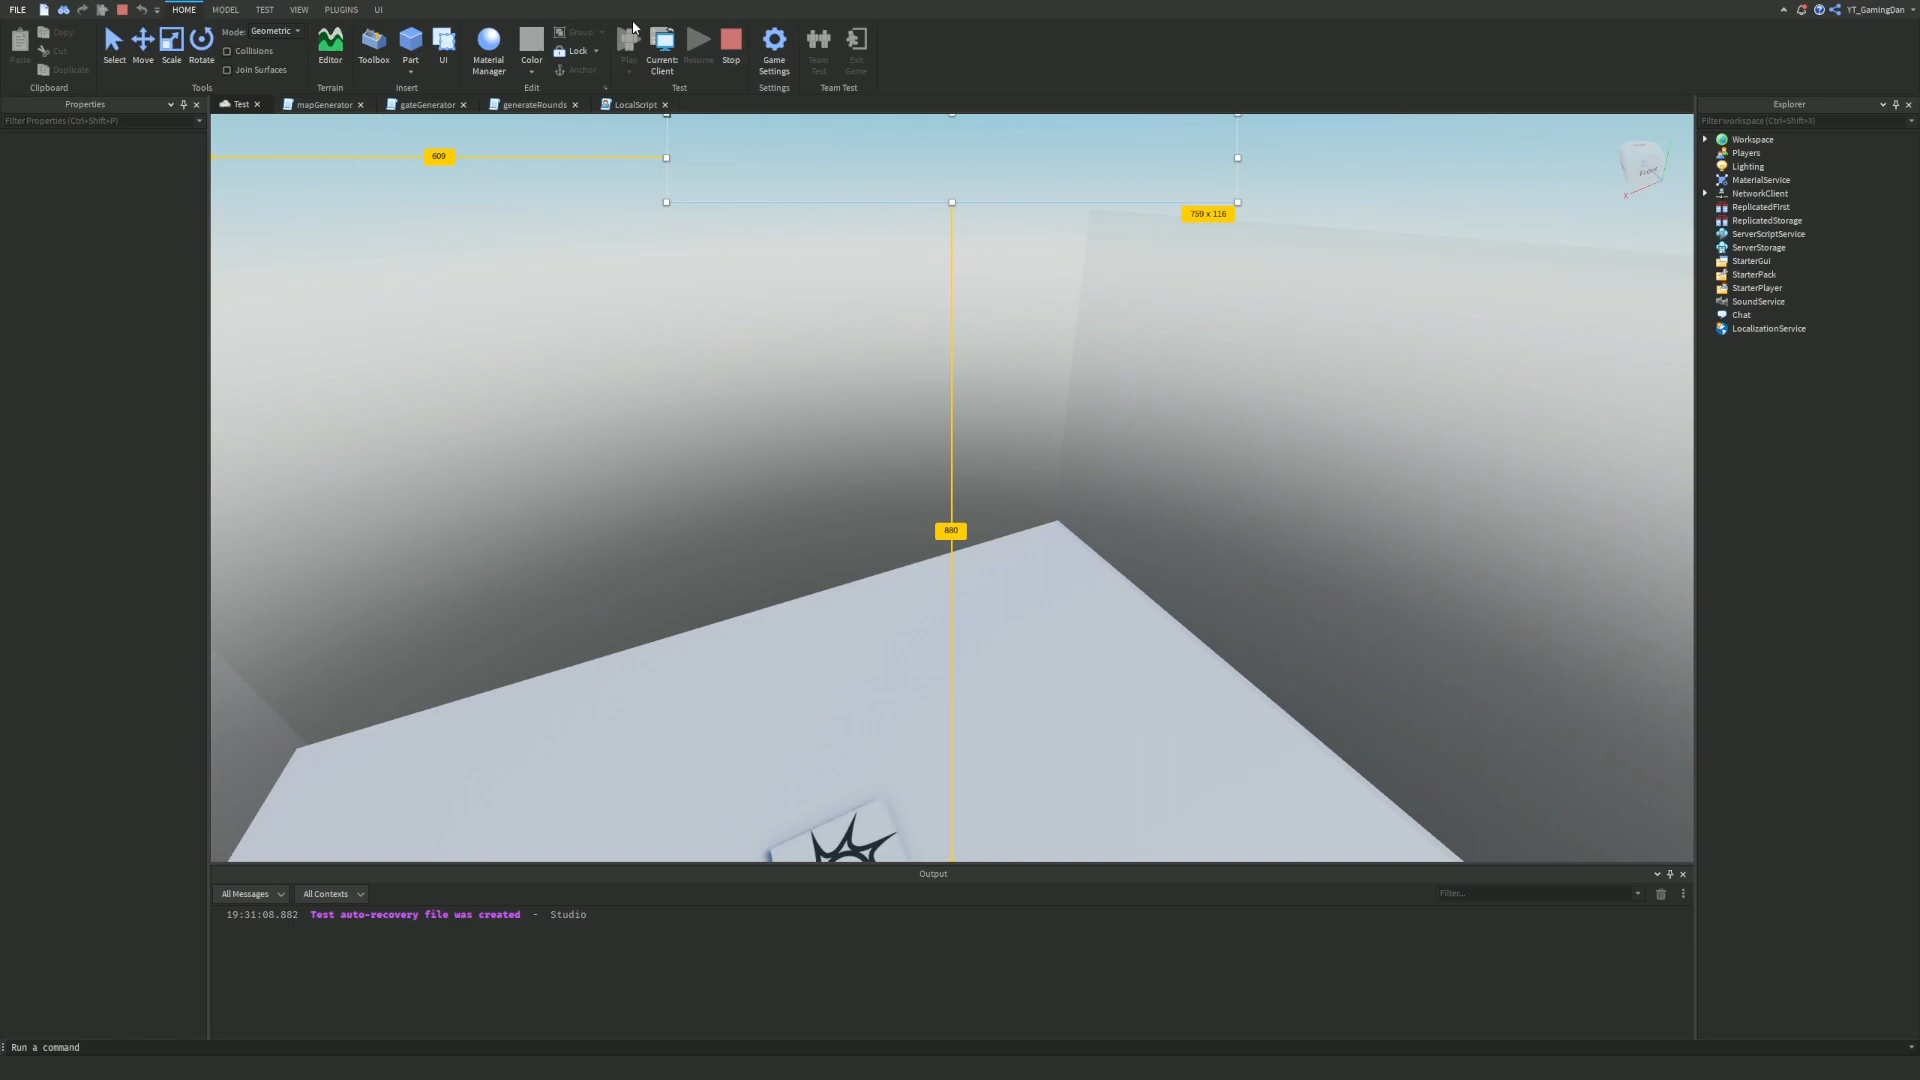 FILE HOME MODEL TEST VIEW PLUGINS UI YT_GamingDan
Paste Copy Cut Duplicate
Clipboard
Select Move Scale Rotate
Mode: Geometric
Collisions
Join Surfaces
Tools
Editor
Terrain
Toolbox Part UI
Insert
Material Manager
Color
Group
Lock
Anchor
Edit
Play
Current: Client
Resume
Stop
Test
Game Settings
Settings
Team Test
Exit Game
Team Test
Properties
Filter Properties (Ctrl+Shift+P)
Test mapGenerator gateGenerator generateRounds LocalScript
609
759 x 116
880
Front
X
Explorer
Filter workspace (Ctrl+Shift+X)
Workspace
Players
Lighting
MaterialService
NetworkClient
ReplicatedFirst
ReplicatedStorage
ServerScriptService
ServerStorage
StarterGui
StarterPack
StarterPlayer
SoundService
Chat
LocalizationService
Output
All Messages All Contexts Filter...
19:31:08.882 Test auto-recovery file was created - Studio
Run a command